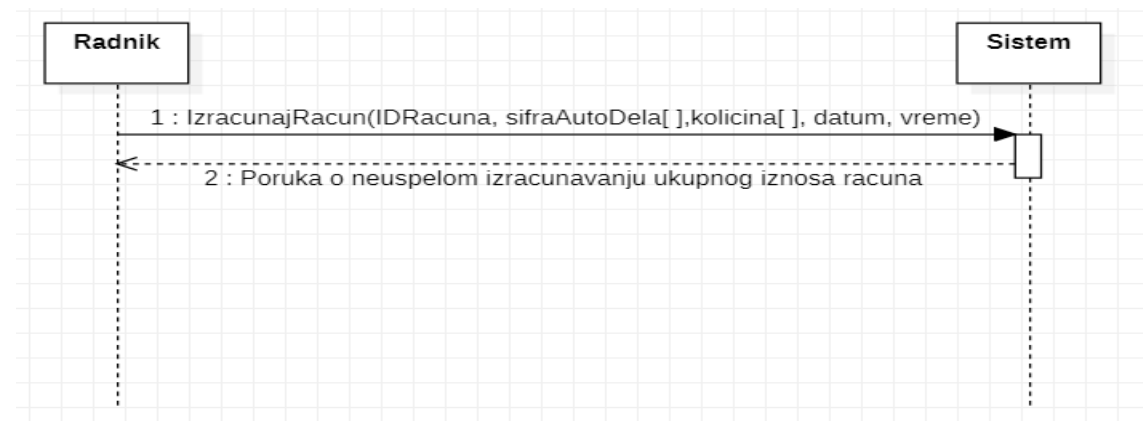 Radnik
Sistem
1 : IzracunajRacun(IDRacuna, sifraAutoDela[ ],kolicina[ ], datum, vreme)
2 : Poruka o neuspelom izracunavanju ukupnog iznosa racuna